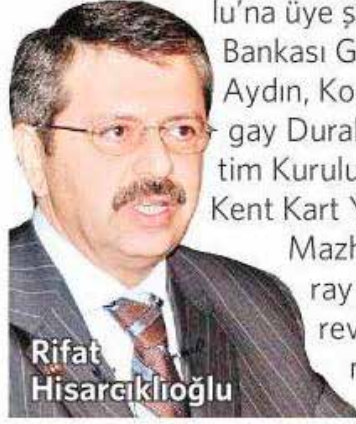 lu'na üye ş
Bankası G
Aydın, Ko
gay Dural
tim Kurulu
Kent Kart Y
Mazh
ray
rev
Rifat
Hisarcıklıoğlu